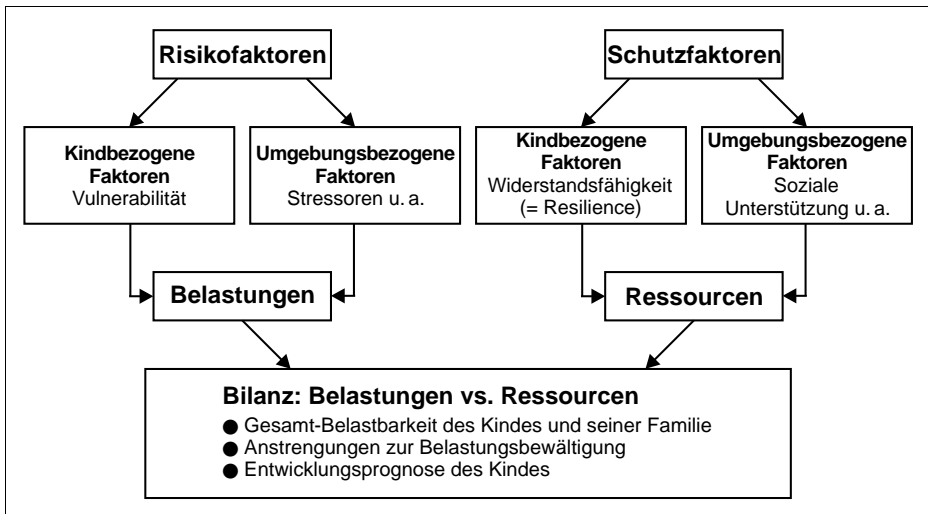 Risikofaktoren
Schutzfaktoren
Kindbezogene
Faktoren
Vulnerabilität
Umgebungsbezogene
Faktoren
Stressoren u. a.
Kindbezogene
Faktoren
Widerstandsfähigkeit
(= Resilience)
Umgebungsbezogene
Faktoren
Soziale
Unterstützung u. a.
Belastungen
Ressourcen
Bilanz: Belastungen vs. Ressourcen
● Gesamt-Belastbarkeit des Kindes und seiner Familie
● Anstrengungen zur Belastungsbewältigung
● Entwicklungsprognose des Kindes